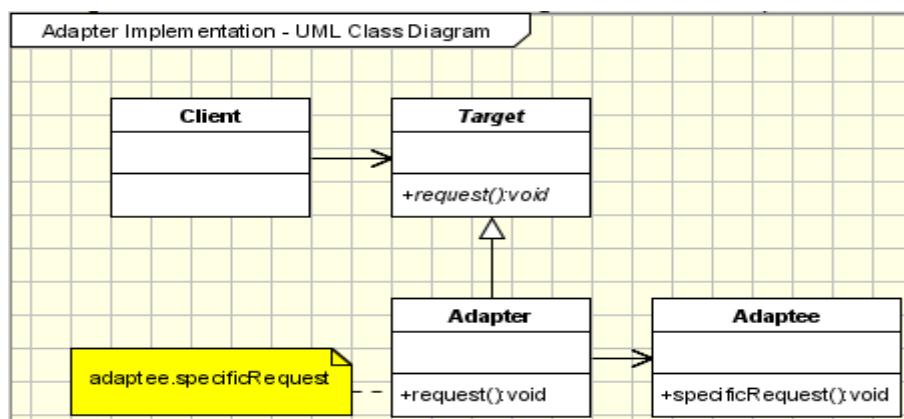 Adapter Implementation - UML Class Diagram
Client
Target
+request():void
Adapter
Adaptee
adaptee.specificRequest
+request():void
+specificRequest():void